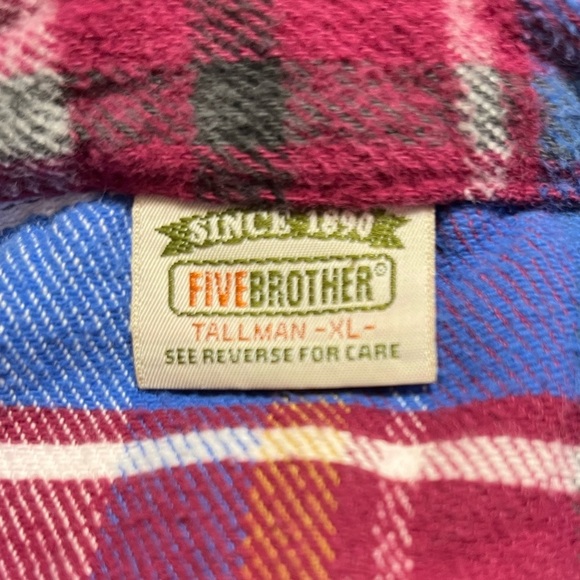 SINCE 1890
FIVEBROTHER®
TALLMAN -XL-
SEE REVERSE FOR CARE